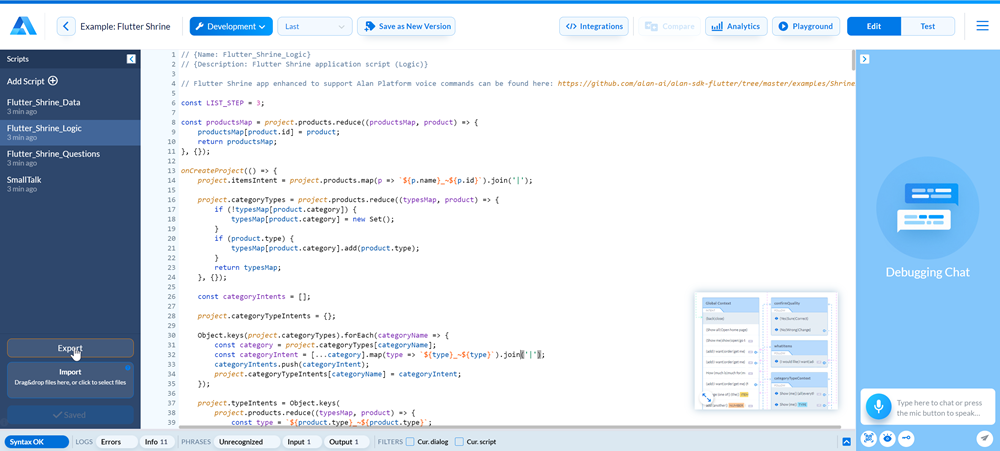 Example: Flutter Shrine
Development
Last
Save as New Version
Integrations
Compare
Analytics
Playground
Edit
Test
Scripts
Add Script
Flutter_Shrine_Data
3 min ago
Flutter_Shrine_Logic
3 min ago
Flutter_Shrine_Questions
3 min ago
SmallTalk
3 min ago
Export
Import
Drag&drop files here, or click to select files
Saved
1 // {Name: Flutter_Shrine_Logic}
2 // {Description: Flutter Shrine application script (Logic)}
3
4 // Flutter Shrine app enhanced to support Alan Platform voice commands can be found here: https://github.com/alan-ai/alan-sdk-flutter/tree/master/examples/Shrine
5
6 const LIST_STEP = 3;
7
8 const productsMap = project.products.reduce((productsMap, product) => {
9 productsMap[product.id] = product;
10 return productsMap;
11 }, {});
12
13 onCreateProject(() => {
14 project.itemsIntent = project.products.map(p => `${p.name}_~${p.id}`).join('|');
15
16 project.categoryTypes = project.products.reduce((typesMap, product) => {
17 if (!typesMap[product.category]) {
18 typesMap[product.category] = new Set();
19 }
20 if (product.type) {
21 typesMap[product.category].add(product.type);
22 }
23 return typesMap;
24 }, {});
25
26 const categoryIntents = [];
27
28 project.categoryTypeIntents = {};
29
30 Object.keys(project.categoryTypes).forEach(categoryName => {
31 const category = project.categoryTypes[categoryName];
32 const categoryIntent = [...category].map(type => `${type}_~${type}`).join('|');
33 categoryIntents.push(categoryIntent);
34 project.categoryTypeIntents[categoryName] = categoryIntent;
35 });
36
37 project.typeIntents = Object.keys(
38 project.products.reduce((typesMap, product) => {
39 const type = `${product.type}_~${product.type}`;
Global Context
confirmQuality
whatItems
categoryTypeContext
Debugging Chat
Type here to chat or press
the mic button to speak...
Syntax OK
LOGS
Errors
Info 11
PHRASES
Unrecognized
Input 1
Output 1
FILTERS
Cur. dialog
Cur. script